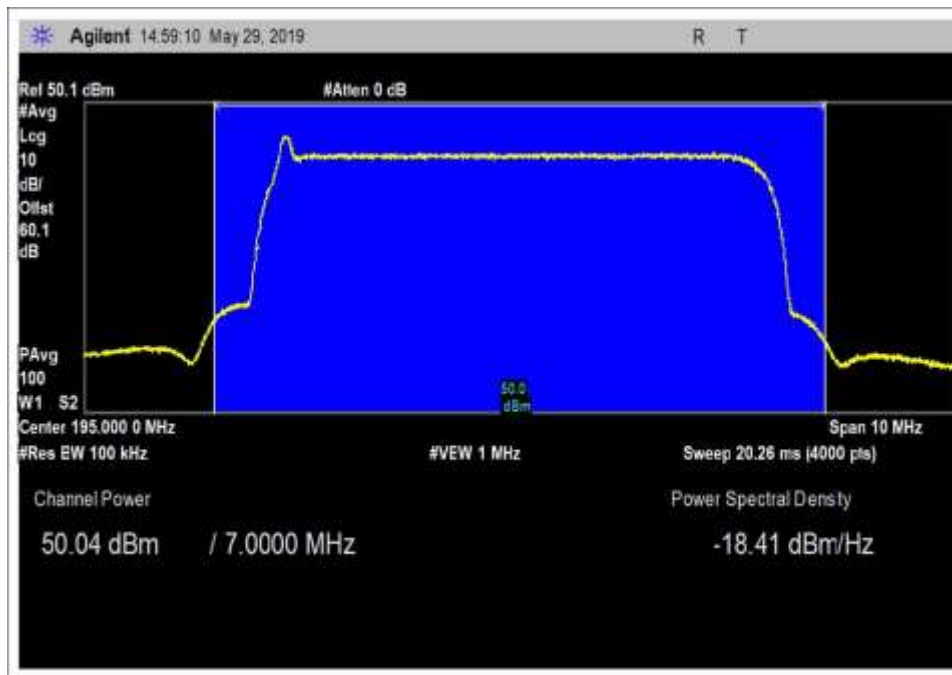 Agilent 14:59:10 May 29, 2019 R T
Ref 50.1 dBm #Atten 0 dB
#Avg
Log
10
dB/
Offst
60.1
dB
PAvg
100
W1 S2
50.0
dBm
Center 195.000 0 MHz Span 10 MHz
#Res BW 100 kHz #VBW 1 MHz Sweep 20.26 ms (4000 pts)
Channel Power Power Spectral Density
50.04 dBm / 7.0000 MHz -18.41 dBm/Hz